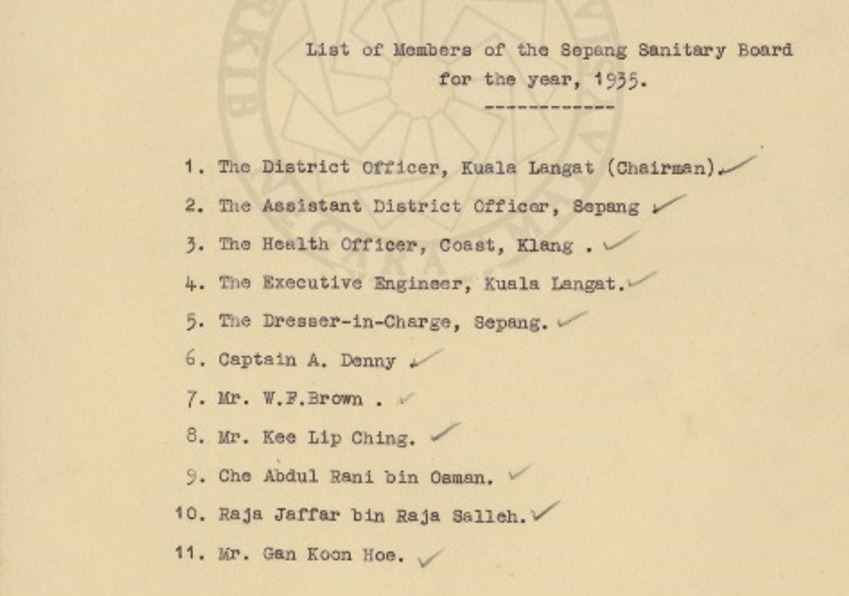 List of Members of the Sepang Sanitary Board
for the year, 1935.
------------
1. The District Officer, Kuala Langat (Chairman).
2. The Assistant District Officer, Sepang
3. The Health Officer, Coast, Klang .
4. The Executive Engineer, Kuala Langat.
5. The Dresser-in-Charge, Sepang.
6. Captain A. Denny .
7. Mr. W.F.Brown .
8. Mr. Kee Lip Ching.
9. Che Abdul Rani bin Osman.
10. Raja Jaffar bin Raja Salleh.
11. Mr. Gan Koon Hoe.